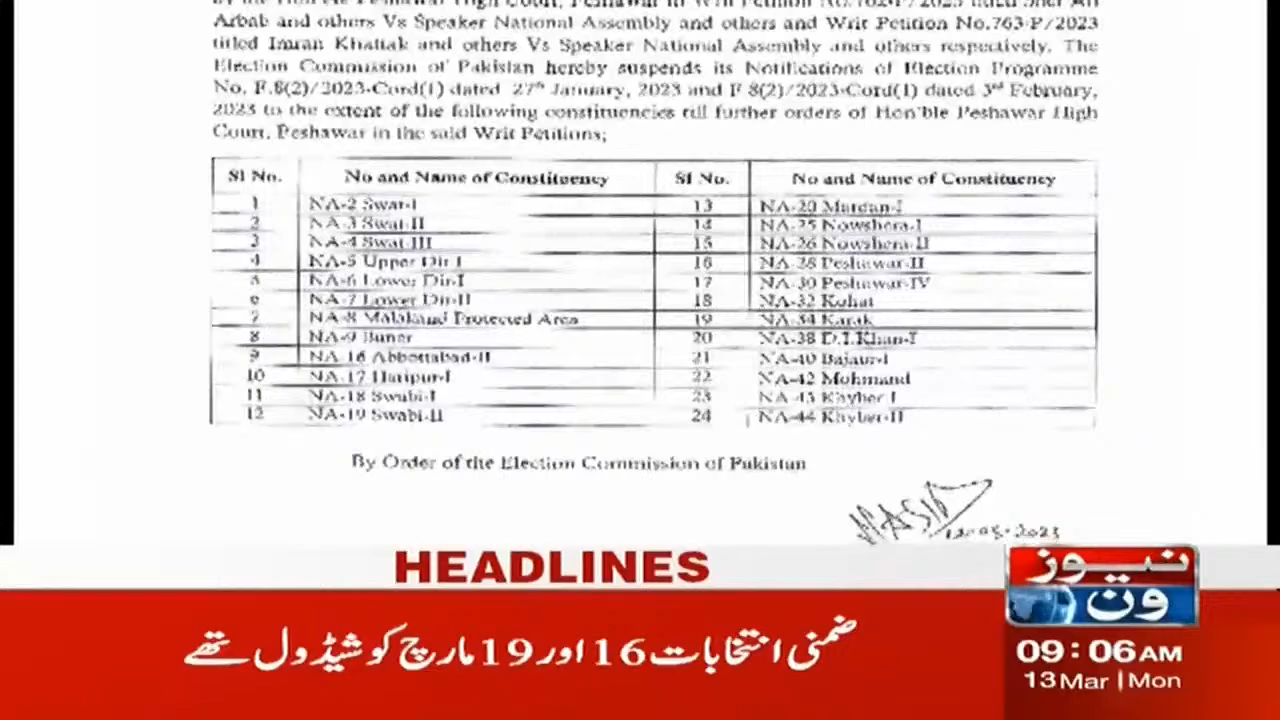 Arbab and others Vs Speaker National Assembly and others and Writ Petition No.763-P/2023
titled Imran Khattak and others Vs Speaker National Assembly and others respectively. The
Election Commission of Pakistan hereby suspends its Notifications of Election Programme
No. F.8(2)/2023-Cord(1) dated 27th January, 2023 and F 8(2)/2023-Cord(1) dated 3rd February,
2023 to the extent of the following constituencies till further orders of Hon'ble Peshawar High
Court, Peshawar in the said Writ Petitions;
Sl No. No and Name of Constituency Sl No. No and Name of Constituency
1 NA-2 Swat-I 13 NA-20 Mardan-I
2 NA-3 Swat-II 14 NA-25 Nowshera-I
3 NA-4 Swat-III 15 NA-26 Nowshera-II
4 NA-5 Upper Dir-I 16 NA-28 Peshawar-II
5 NA-6 Lower Dir-I 17 NA-30 Peshawar-IV
6 NA-7 Lower Dir-II 18 NA-32 Kohat
7 NA-8 Malakand Protected Area 19 NA-34 Karak
8 NA-9 Buner 20 NA-38 D.I.Khan-I
9 NA-16 Abbottabad-II 21 NA-40 Bajaur-I
10 NA-17 Haripur-I 22 NA-42 Mohmand
11 NA-18 Swabi-I 23 NA-43 Khyber-I
12 NA-19 Swabi-II 24 NA-44 Khyber-II
By Order of the Election Commission of Pakistan
HEADLINES
ضمنی انتخابات 16 اور 19 مارچ کو شیڈول تھے
نیوز
ون
09:06AM
13 Mar | Mon